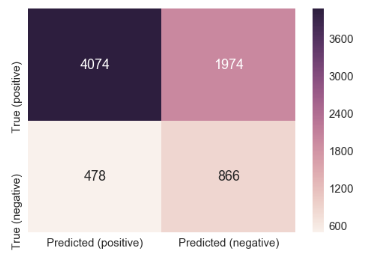 4074 1974
478 866
True (positive)
True (negative)
Predicted (positive) Predicted (negative)
3600
3000
2400
1800
1200
600